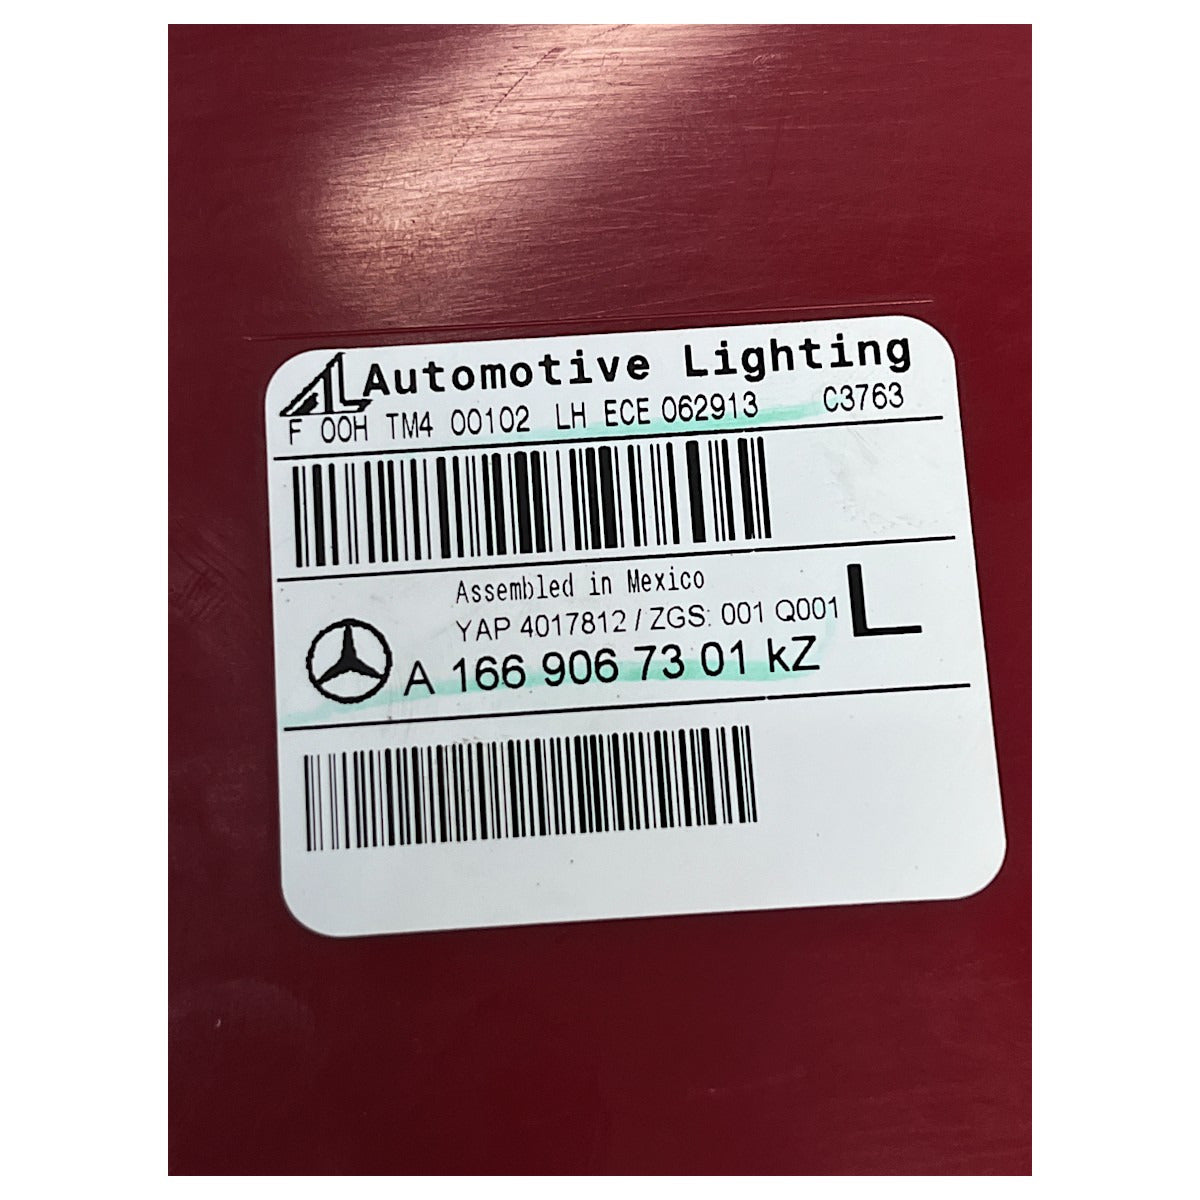 AL Automotive Lighting
F 00H TM4 00102 LH ECE 062913 C3763
Assembled in Mexico
YAP 4017812 / ZGS: 001 Q001
L
A 166 906 73 01 kZ